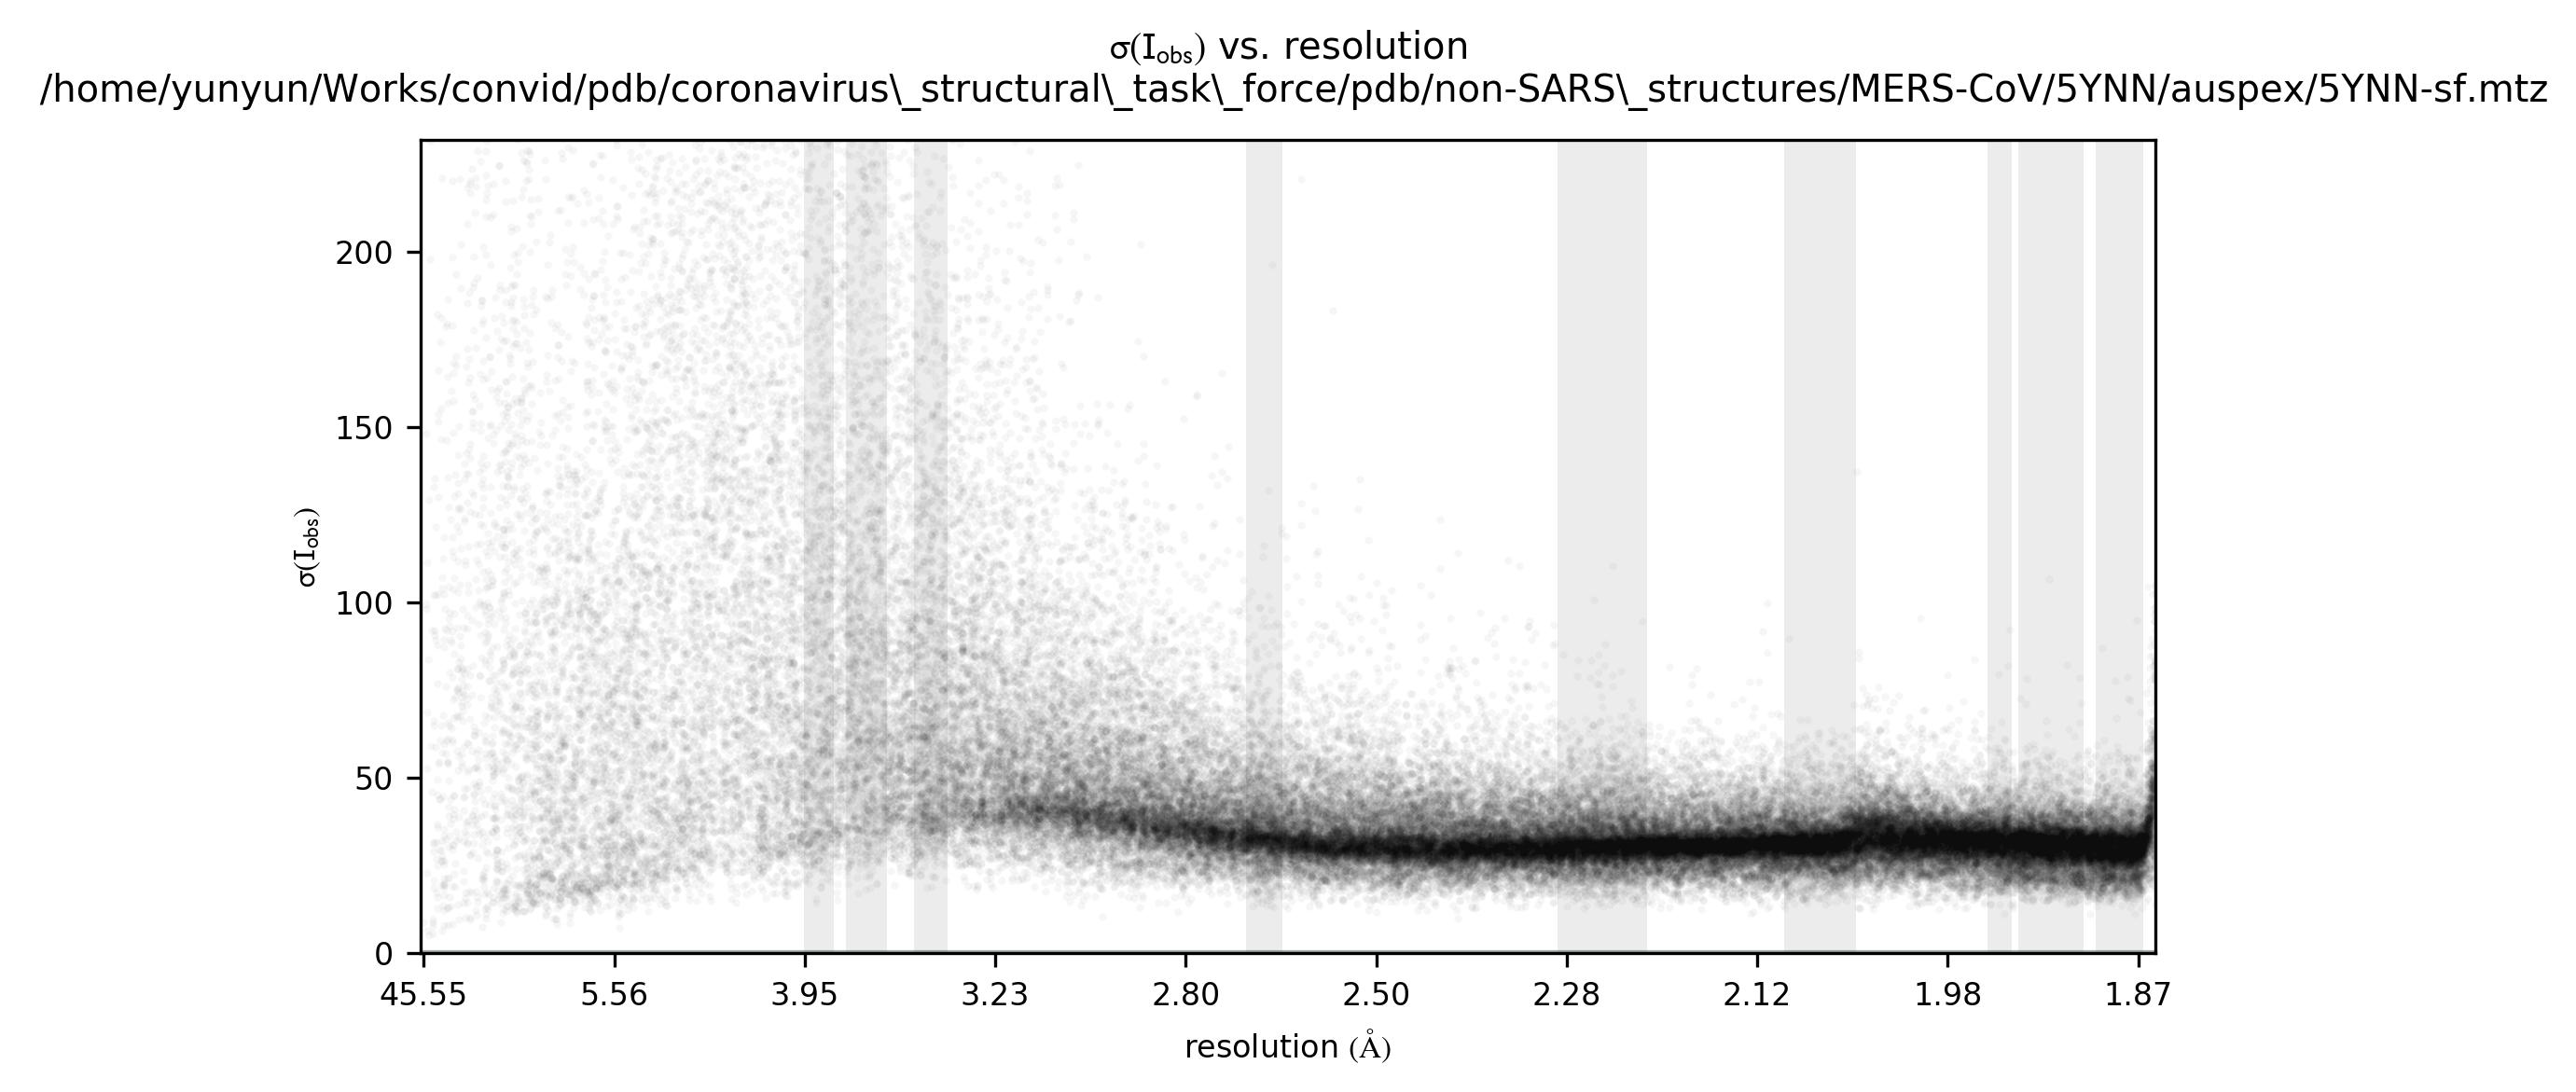 σ(I_obs) vs. resolution
/home/yunyun/Works/convid/pdb/coronavirus\_structural\_task\_force/pdb/non-SARS\_structures/MERS-CoV/5YNN/auspex/5YNN-sf.mtz
σ(I_obs)
200
150
100
50
0
45.55 5.56 3.95 3.23 2.80 2.50 2.28 2.12 1.98 1.87
resolution (Å)